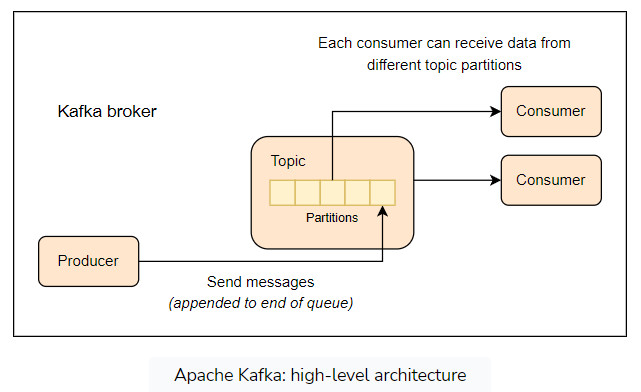 Each consumer can receive data from
different topic partitions
Kafka broker
Consumer
Topic
Consumer
Partitions
Producer
Send messages
(appended to end of queue)
Apache Kafka: high-level architecture